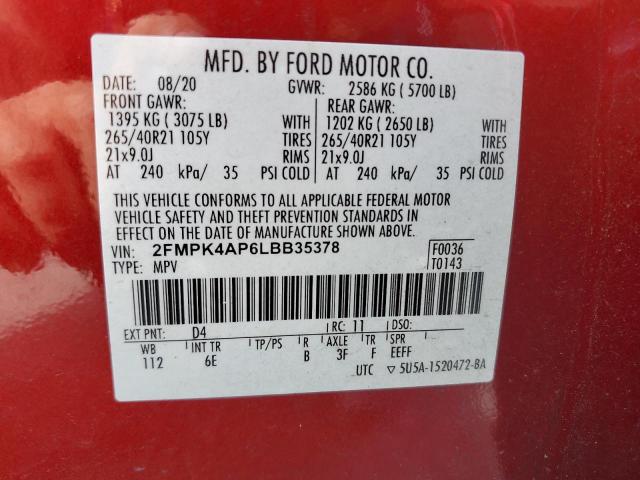 MFD. BY FORD MOTOR CO.
DATE: 08/20 GVWR: 2586 KG ( 5700 LB)
FRONT GAWR: REAR GAWR:
1395 KG ( 3075 LB) WITH 1202 KG ( 2650 LB) WITH
265/40R21 105Y TIRES 265/40R21 105Y TIRES
21x9.0J RIMS 21x9.0J RIMS
AT 240 kPa/ 35 PSI COLD AT 240 kPa/ 35 PSI COLD
THIS VEHICLE CONFORMS TO ALL APPLICABLE FEDERAL MOTOR
VEHICLE SAFETY AND THEFT PREVENTION STANDARDS IN
EFFECT ON THE DATE OF MANUFACTURE SHOWN ABOVE.
VIN: 2FMPK4AP6LBB35378 F0036
TYPE: MPV T0143
EXT PNT: D4 RC: 11 DSO:
WB INT TR TP/PS R AXLE TR SPR
112 6E B 3F F EEFF
UTC ▽ 5U5A-1520472-BA